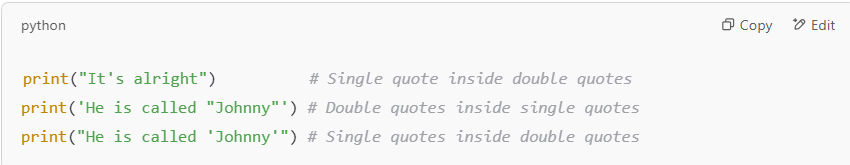 python Copy Edit
print("It's alright")          # Single quote inside double quotes
print('He is called "Johnny"') # Double quotes inside single quotes
print("He is called 'Johnny'") # Single quotes inside double quotes